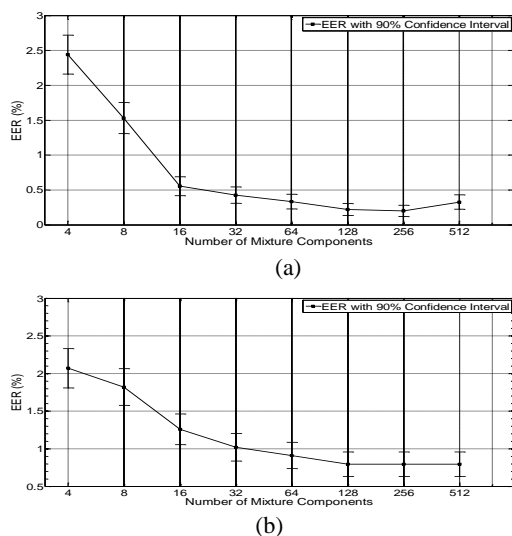 3
EER with 90% Confidence Interval
2.5
2
1.5
1
0.5
0
EER (%)
4 8 16 32 64 128 256 512
Number of Mixture Components
(a)
3
EER with 90% Confidence Interval
2.5
2
1.5
1
0.5
EER (%)
4 8 16 32 64 128 256 512
Number of Mixture Components
(b)